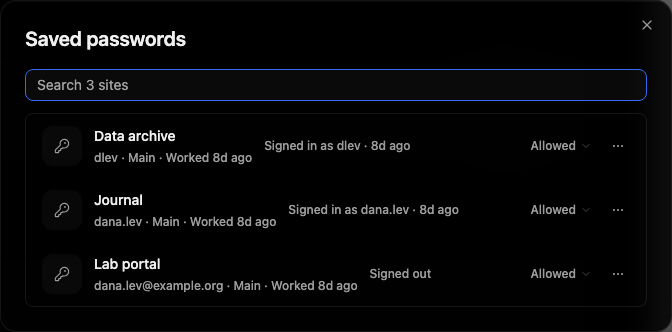 Saved passwords
Search 3 sites
Data archive
dlev · Main · Worked 8d ago
Signed in as dlev · 8d ago
Allowed
Journal
dana.lev · Main · Worked 8d ago
Signed in as dana.lev · 8d ago
Allowed
Lab portal
dana.lev@example.org · Main · Worked 8d ago
Signed out
Allowed